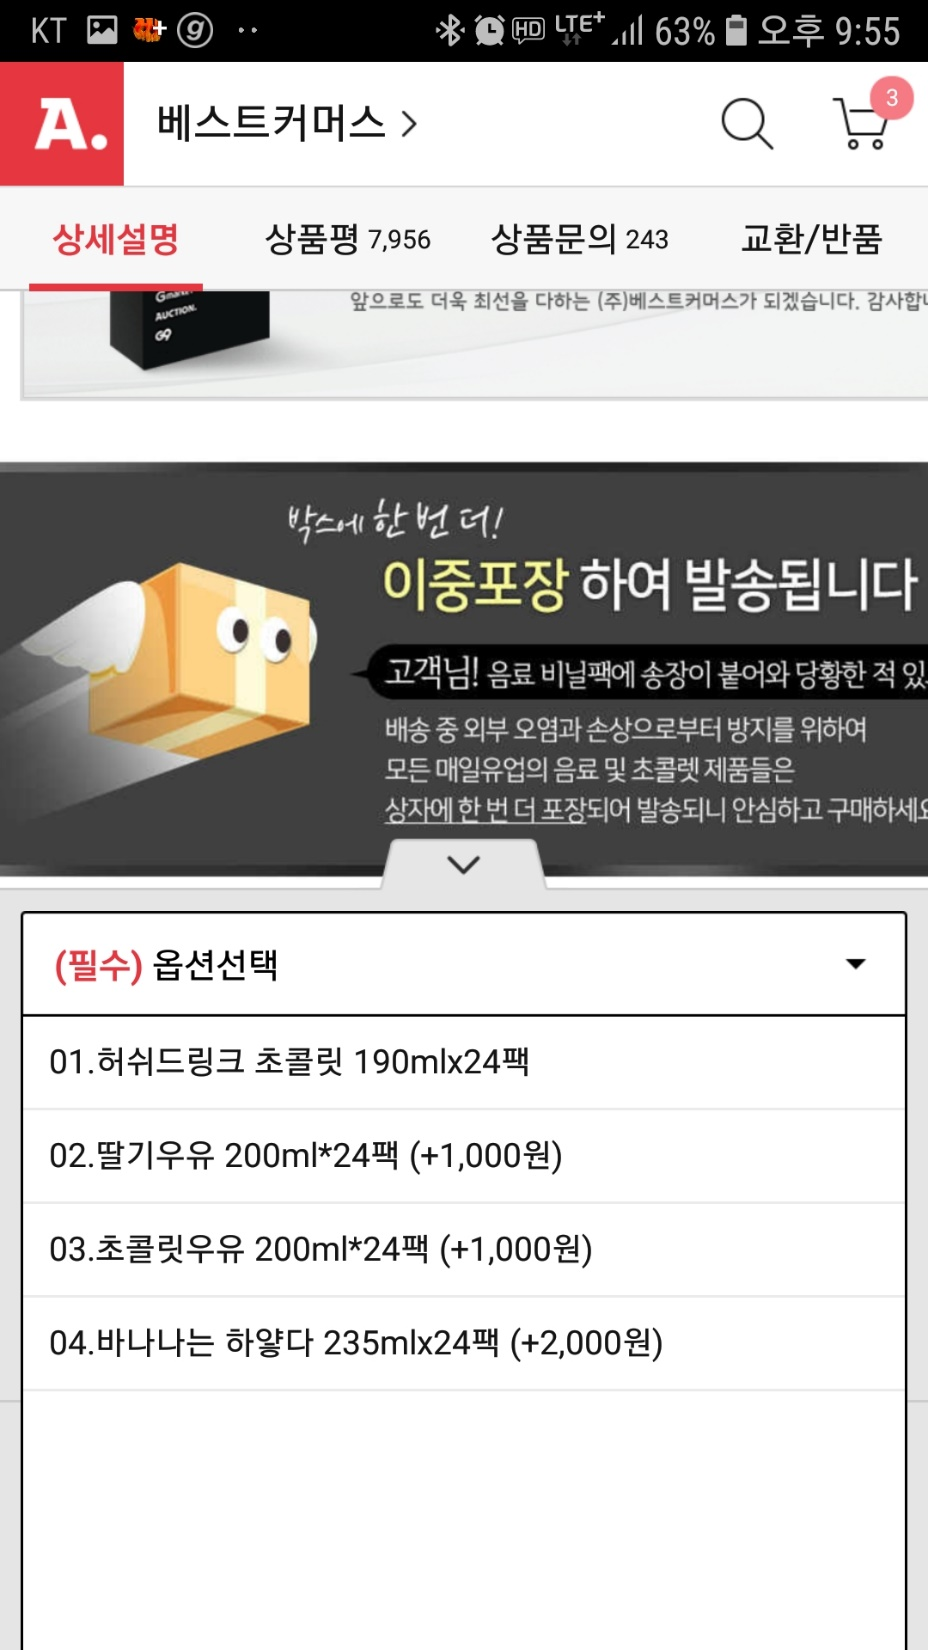 KT
HD LTE+ 63% 오후 9:55
A.
베스트커머스 >
3
상세설명 상품평 7,956 상품문의 243 교환/반품
AUCTION.
G9
앞으로도 더욱 최선을 다하는 (주)베스트커머스가 되겠습니다.
박스에 한 번 더!
이중포장 하여 발송됩니다
고객님! 음료 비닐팩에 송장이 붙어와 당황한 적
배송 중 외부 오염과 손상으로부터 방지를 위하여
모든 매일유업의 음료 및 초콜렛 제품들은
상자에 한 번 더 포장되어 발송되니 안심하고
(필수) 옵션선택
01.허쉬드링크 초콜릿 190mlx24팩
02.딸기우유 200ml*24팩 (+1,000원)
03.초콜릿우유 200ml*24팩 (+1,000원)
04.바나나는 하얗다 235mlx24팩 (+2,000원)